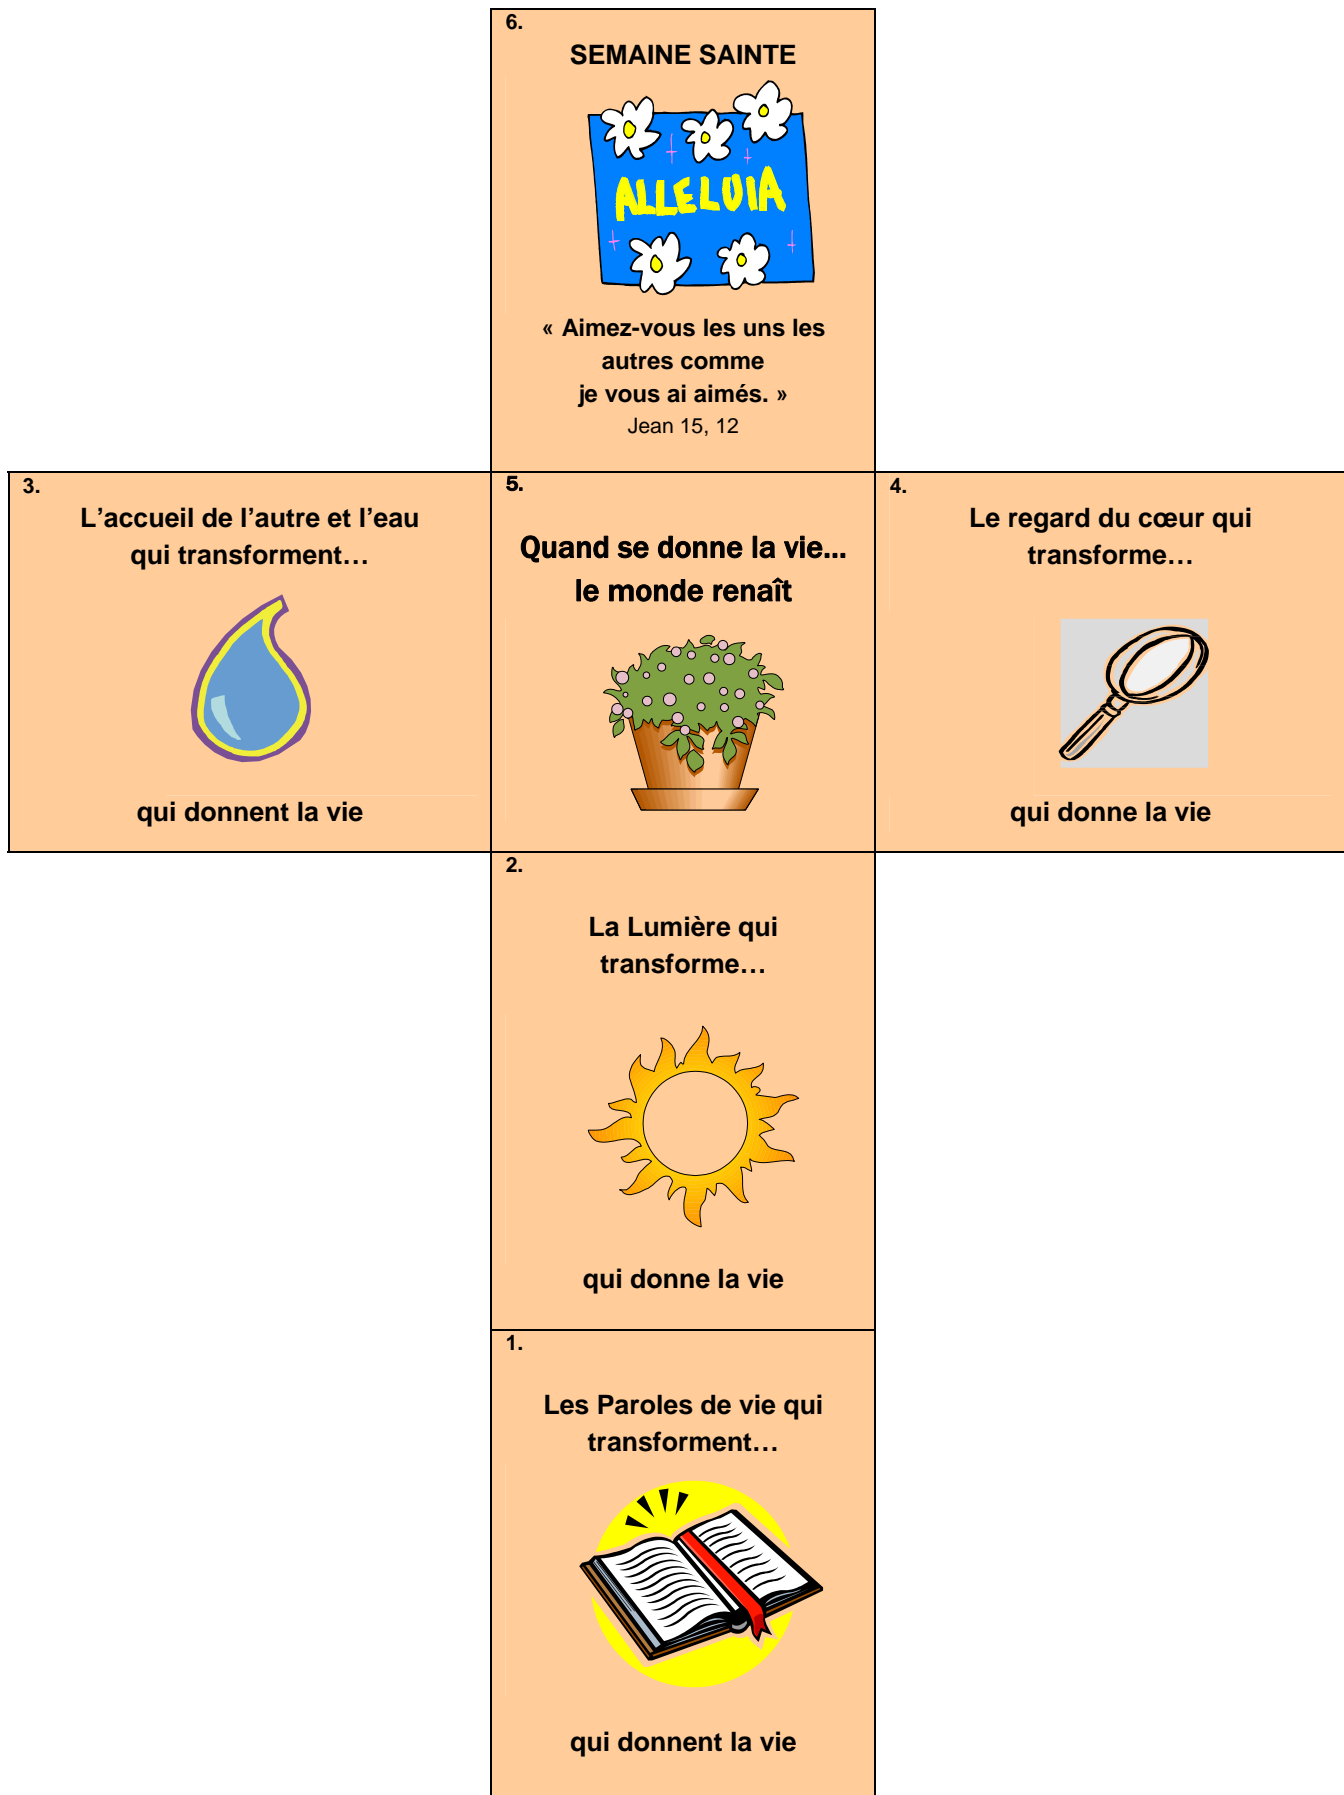 6.
SEMAINE SAINTE
ALLELUIA
« Aimez-vous les uns les
autres comme
je vous ai aimés. »
Jean 15, 12
3.
L’accueil de l’autre et l’eau
qui transforment…
qui donnent la vie
5.
Quand se donne la vie...
le monde renaît
4.
Le regard du cœur qui
transforme…
qui donne la vie
2.
La Lumière qui
transforme…
qui donne la vie
1.
Les Paroles de vie qui
transforment…
qui donnent la vie